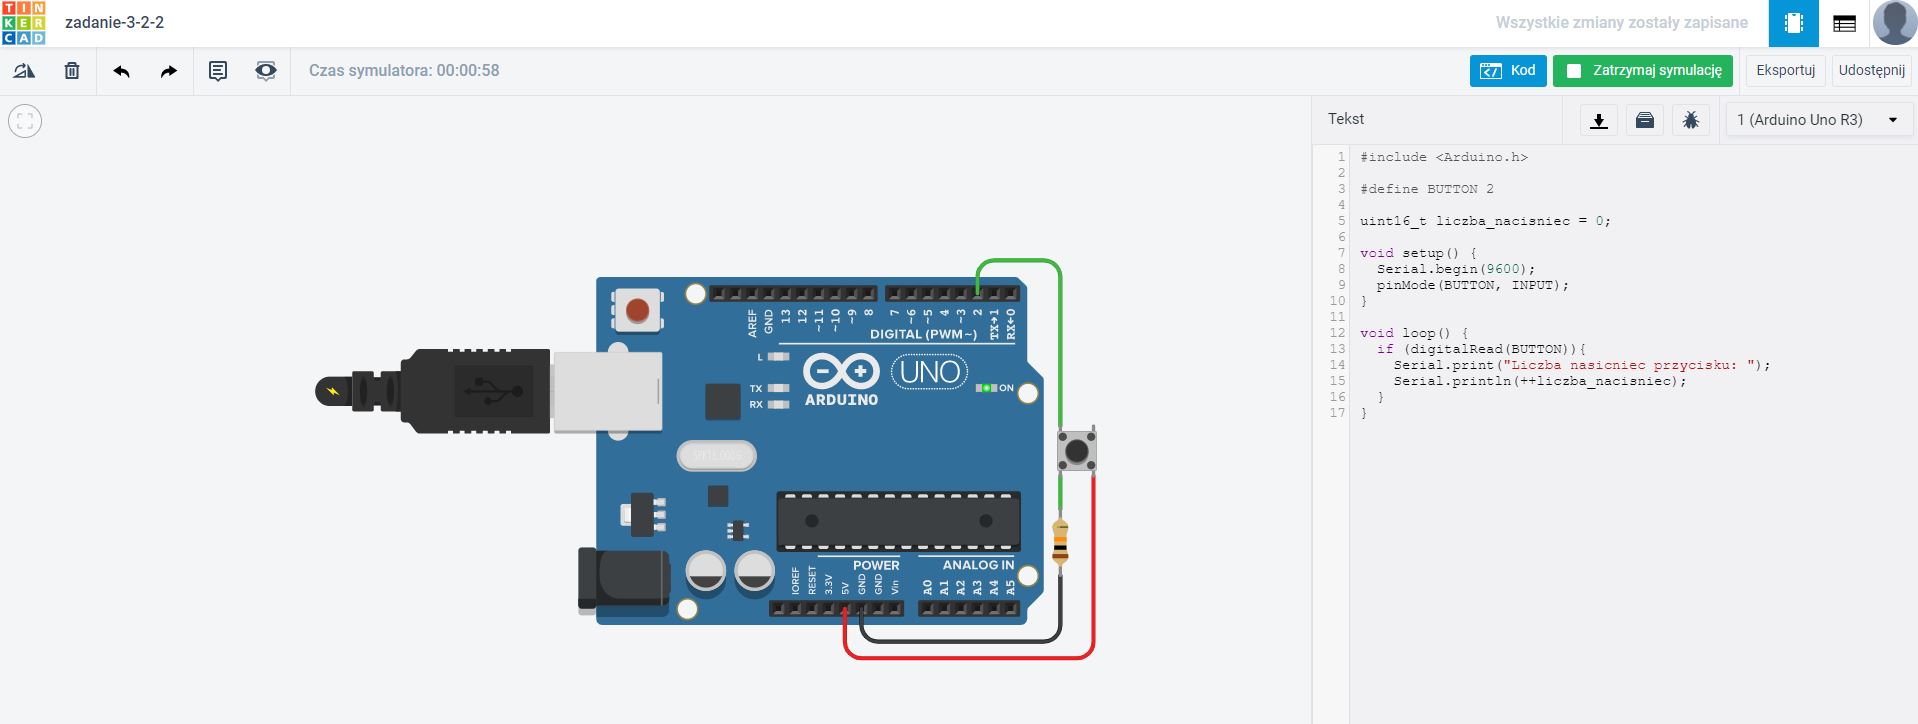 TIN
KER
CAD
zadanie-3-2-2
Wszystkie zmiany zostały zapisane
Czas symulatora: 00:00:58
Kod
Zatrzymaj symulację
Eksportuj
Udostępnij
Tekst
1 (Arduino Uno R3)
1 #include <Arduino.h>
2
3 #define BUTTON 2
4
5 uint16_t liczba_nacisniec = 0;
6
7 void setup() {
8 Serial.begin(9600);
9 pinMode(BUTTON, INPUT);
10 }
11
12 void loop() {
13 if (digitalRead(BUTTON)){
14 Serial.print("Liczba nasicniec przycisku: ");
15 Serial.println(++liczba_nacisniec);
16 }
17 }
AREF
GND
13
12
~11
~10
~9
8
7
~6
~5
4
~3
2
TX→1
RX←0
DIGITAL (PWM~)
L
TX
RX
ARDUINO
UNO
ON
SPK16.000G
POWER
ANALOG IN
IOREF
RESET
3.3V
5V
GND
GND
Vin
A0
A1
A2
A3
A4
A5